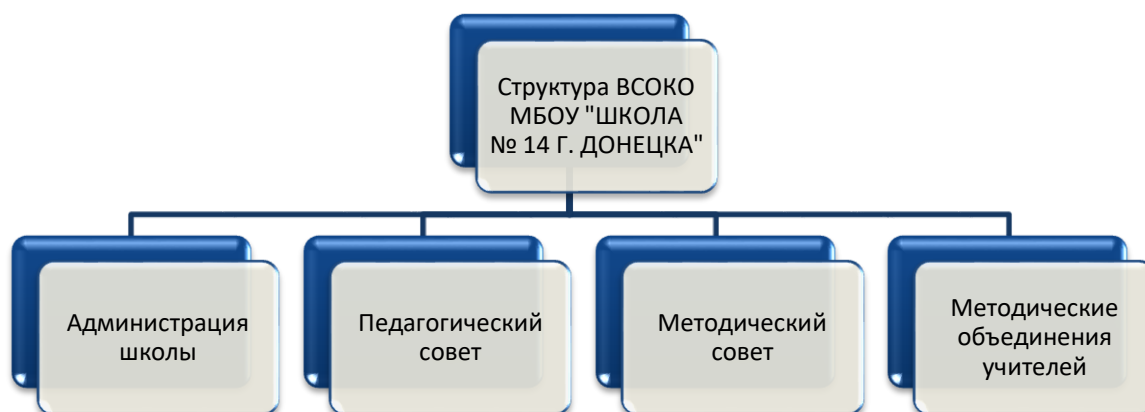 Структура ВСОКО
МБОУ "ШКОЛА
№ 14 Г. ДОНЕЦКА"
Администрация
школы
Педагогический
совет
Методический
совет
Методические
объединения
учителей